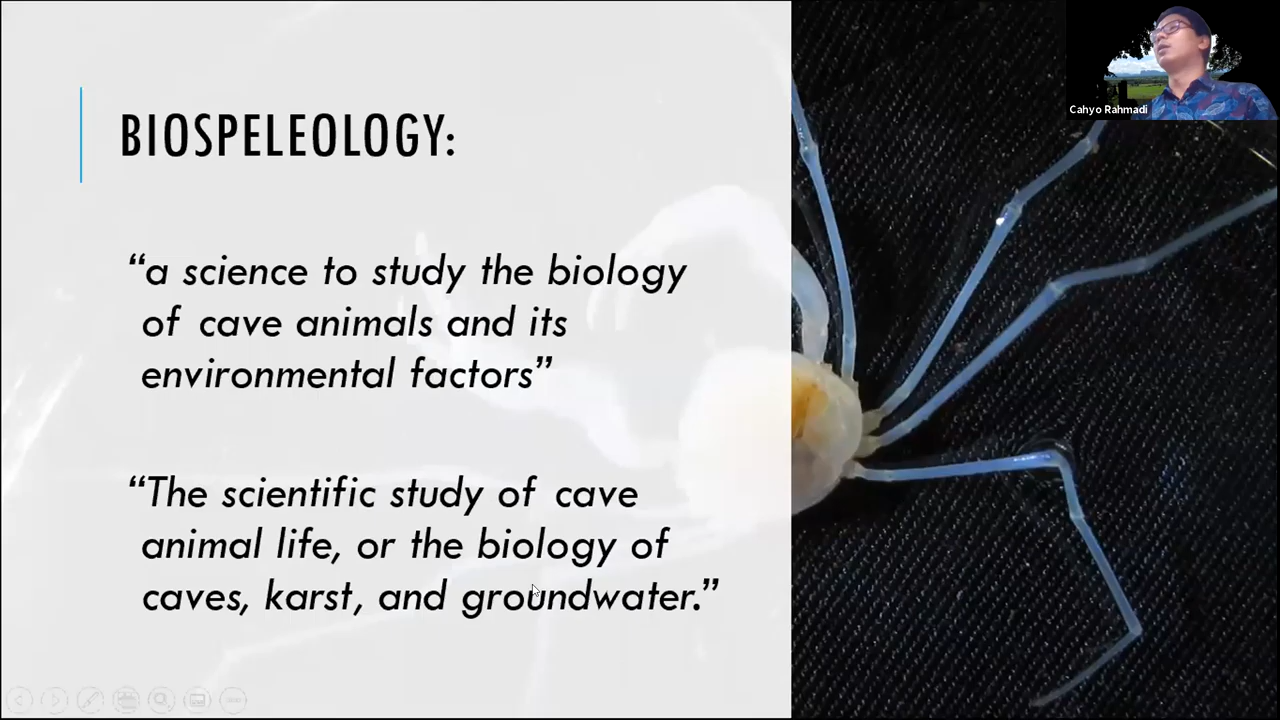 Cahyo Rahmadi
BIOSPELEOLOGY:
“a science to study the biology
of cave animals and its
environmental factors”
“The scientific study of cave
animal life, or the biology of
caves, karst, and groundwater.”